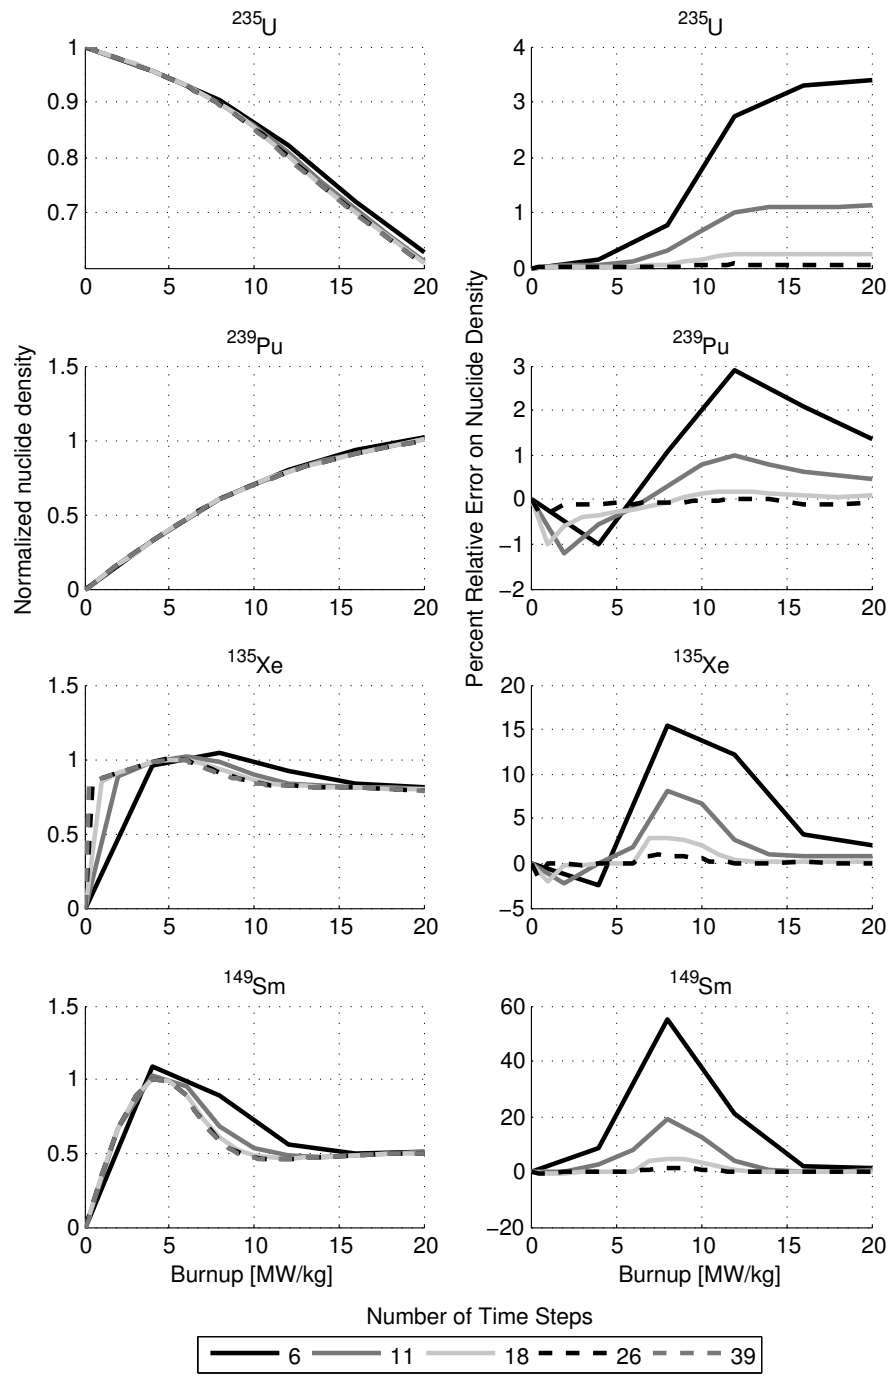 ²³⁵U
1
0.9
0.8
0.7
0 5 10 15 20
²³⁵U
4
3
2
1
0
0 5 10 15 20
Normalized nuclide density
Percent Relative Error on Nuclide Density
²³⁹Pu
1.5
1
0.5
0
0 5 10 15 20
²³⁹Pu
3
2
1
0
−1
−2
0 5 10 15 20
¹³⁵Xe
1.5
1
0.5
0
0 5 10 15 20
¹³⁵Xe
20
15
10
5
0
−5
0 5 10 15 20
¹⁴⁹Sm
1.5
1
0.5
0
0 5 10 15 20
Burnup [MW/kg]
¹⁴⁹Sm
60
40
20
0
−20
0 5 10 15 20
Burnup [MW/kg]
Number of Time Steps
6 11 18 26 39